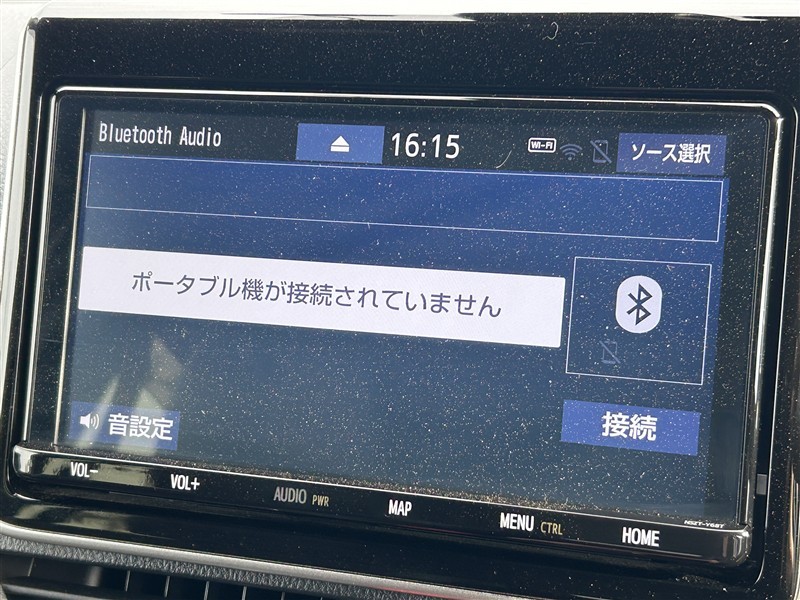 Bluetooth Audio
16:15
Wi-Fi
ソース選択
ポータブル機が接続されていません
音設定
接続
VOL-
VOL+
AUDIO PWR
MAP
MENU CTRL
HOME
NSZT-Y68T